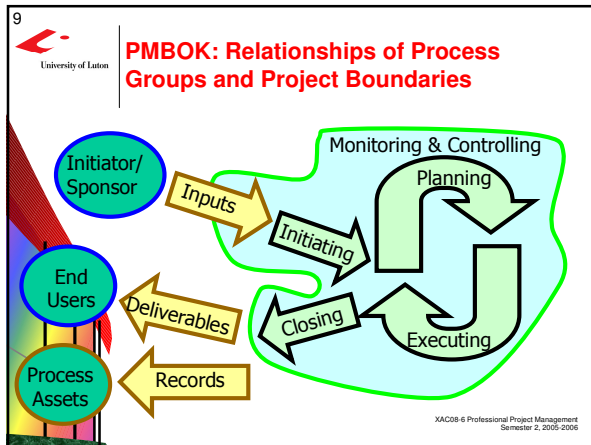 9
University of Luton
PMBOK: Relationships of Process
Groups and Project Boundaries
Initiator/
Sponsor
Inputs
Monitoring & Controlling
Planning
Initiating
End
Users
Deliverables
Closing
Executing
Process
Assets
Records
XAC08-6 Professional Project Management
Semester 2, 2005-2006